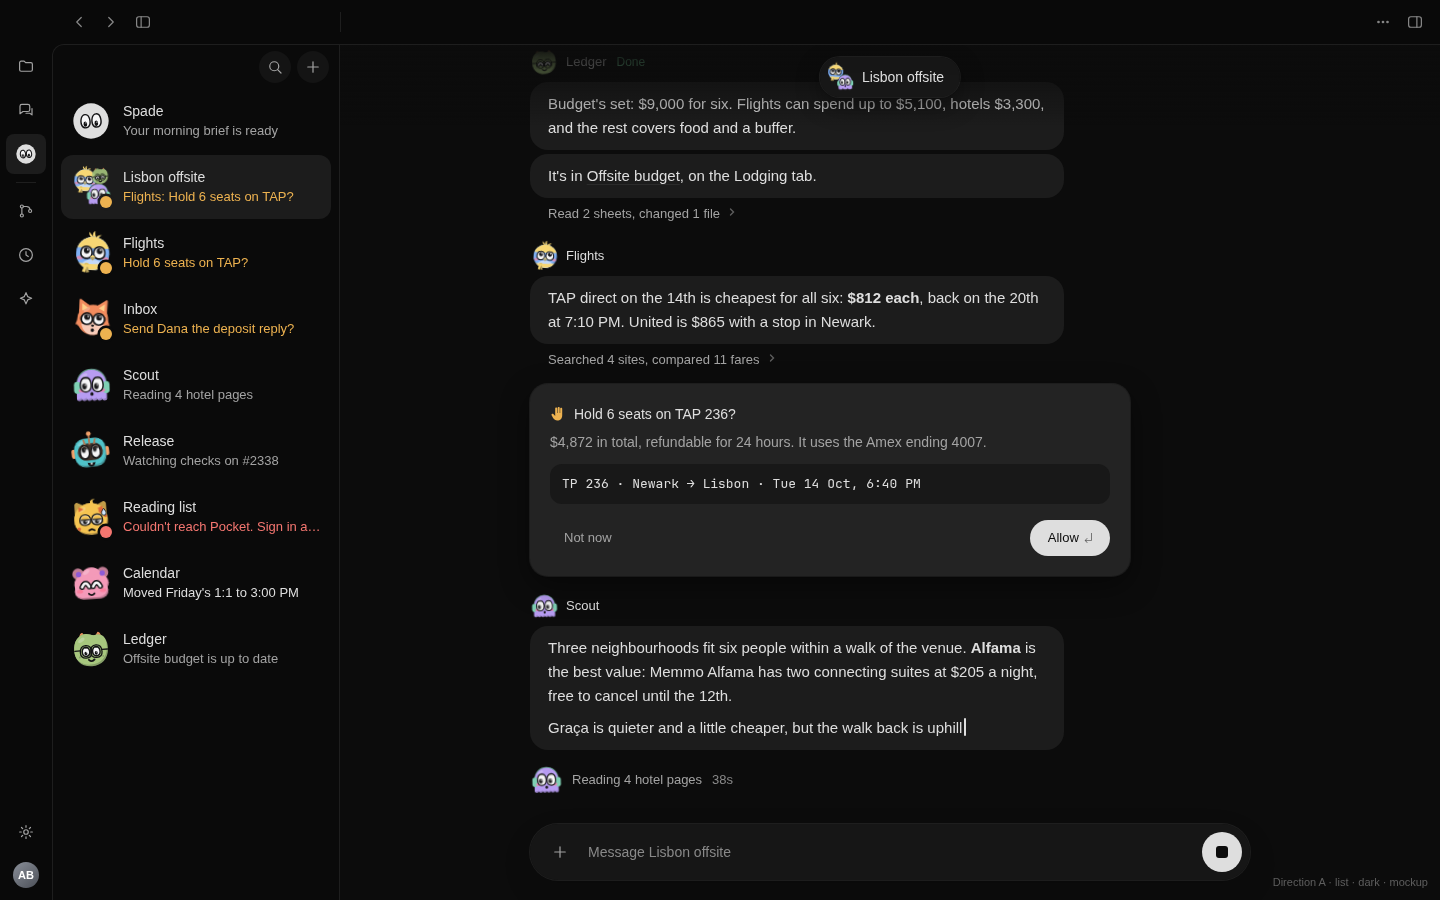 Spade
Your morning brief is ready
Lisbon offsite
Flights: Hold 6 seats on TAP?
Flights
Hold 6 seats on TAP?
Inbox
Send Dana the deposit reply?
Scout
Reading 4 hotel pages
Release
Watching checks on #2338
Reading list
Couldn't reach Pocket. Sign in a…
Calendar
Moved Friday's 1:1 to 3:00 PM
Ledger
Offsite budget is up to date
AB
Lisbon offsite
Ledger Done
Budget's set: $9,000 for six. Flights can spend up to $5,100, hotels $3,300,
and the rest covers food and a buffer.
It's in Offsite budget, on the Lodging tab.
Read 2 sheets, changed 1 file
Flights
TAP direct on the 14th is cheapest for all six: $812 each, back on the 20th
at 7:10 PM. United is $865 with a stop in Newark.
Searched 4 sites, compared 11 fares
Hold 6 seats on TAP 236?
$4,872 in total, refundable for 24 hours. It uses the Amex ending 4007.
TP 236 · Newark → Lisbon · Tue 14 Oct, 6:40 PM
Not now
Allow
Scout
Three neighbourhoods fit six people within a walk of the venue. Alfama is
the best value: Memmo Alfama has two connecting suites at $205 a night,
free to cancel until the 12th.
Graça is quieter and a little cheaper, but the walk back is uphill
Reading 4 hotel pages 38s
Message Lisbon offsite
Direction A · list · dark · mockup